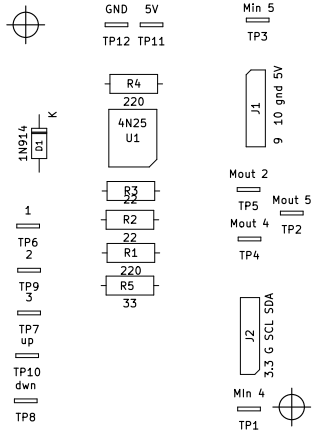 GND 5V
TP12 TP11
Min 5
TP3
R4
220
4N25
U1
K
1N914
D1
J1
9 10 gnd 5V
R3
22
R2
22
R1
220
R5
33
Mout 2
TP5
Mout 5
TP2
Mout 4
TP4
1
TP6
2
TP9
3
TP7
up
TP10
dwn
TP8
J2
3.3 G SCL SDA
Min 4
TP1